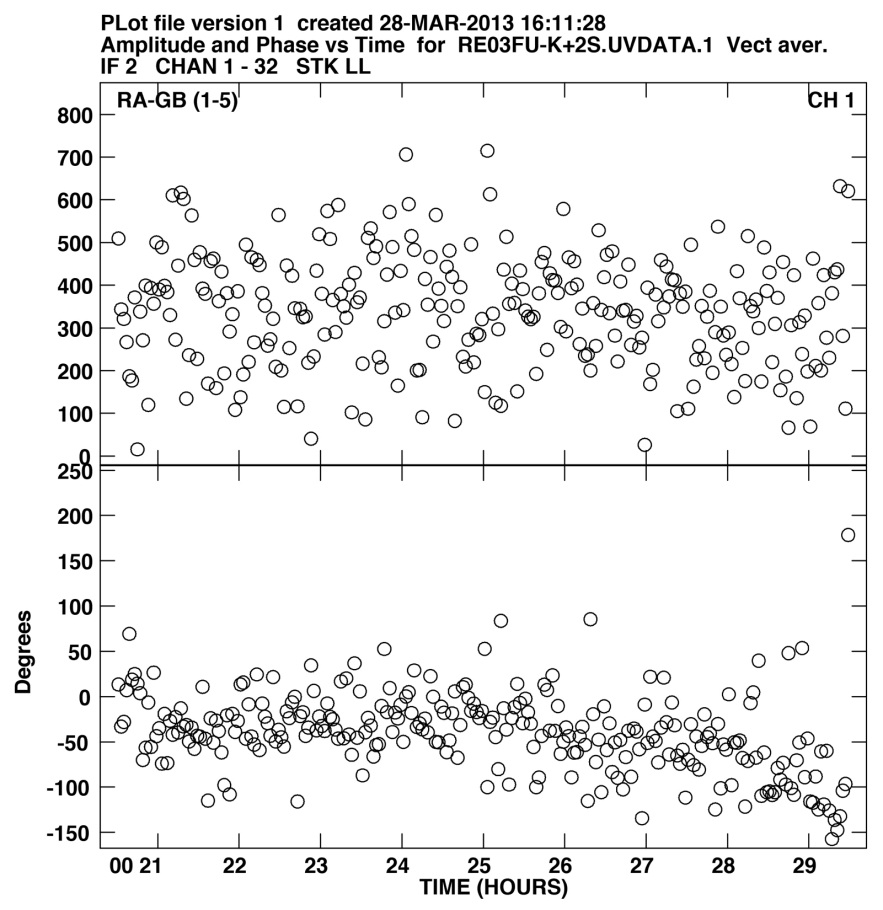 PLot file version 1 created 28-MAR-2013 16:11:28
Amplitude and Phase vs Time for RE03FU-K+2S.UVDATA.1 Vect aver.
IF 2 CHAN 1 - 32 STK LL
RA-GB (1-5) CH 1
800
700
600
500
400
300
200
100
0
250
200
150
100
50
0
-50
-100
-150
Degrees
00 21 22 23 24 25 26 27 28 29
TIME (HOURS)